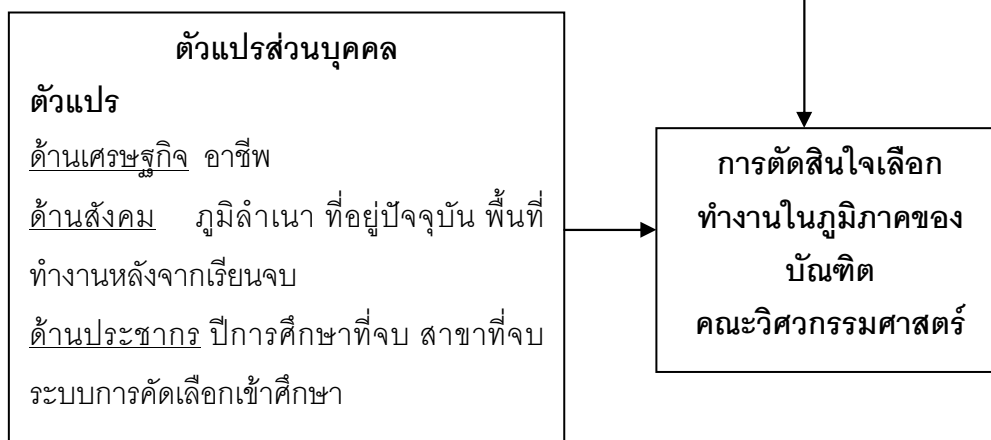 ตัวแปรส่วนบุคคล
ตัวแปร
ด้านเศรษฐกิจ อาชีพ
ด้านสังคม ภูมิลำเนา ที่อยู่ปัจจุบัน พื้นที่
ทำงานหลังจากเรียนจบ
ด้านประชากร ปีการศึกษาที่จบ สาขาที่จบ
ระบบการคัดเลือกเข้าศึกษา
การตัดสินใจเลือก
ทำงานในภูมิภาคของ
บัณฑิต
คณะวิศวกรรมศาสตร์